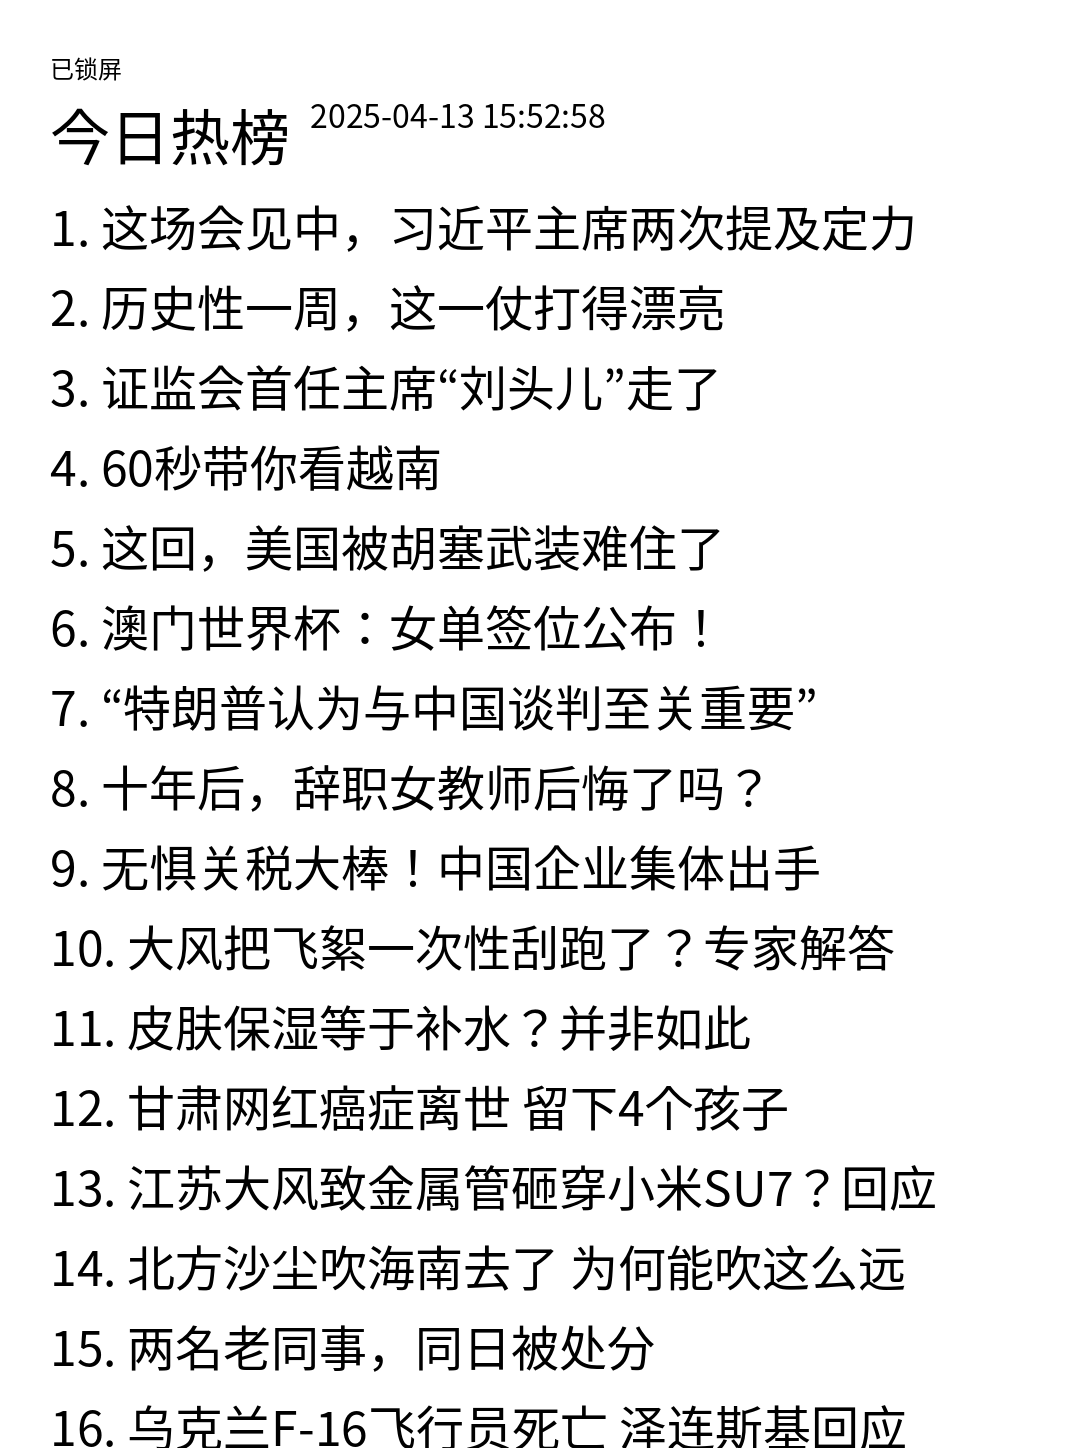 已锁屏
今日热榜 2025-04-13 15:52:58
1. 这场会见中，习近平主席两次提及定力
2. 历史性一周，这一仗打得漂亮
3. 证监会首任主席“刘头儿”走了
4. 60秒带你看越南
5. 这回，美国被胡塞武装难住了
6. 澳门世界杯：女单签位公布！
7. “特朗普认为与中国谈判至关重要”
8. 十年后，辞职女教师后悔了吗？
9. 无惧关税大棒！中国企业集体出手
10. 大风把飞絮一次性刮跑了？专家解答
11. 皮肤保湿等于补水？并非如此
12. 甘肃网红癌症离世 留下4个孩子
13. 江苏大风致金属管砸穿小米SU7？回应
14. 北方沙尘吹海南去了 为何能吹这么远
15. 两名老同事，同日被处分
16. 乌克兰F-16飞行员死亡 泽连斯基回应